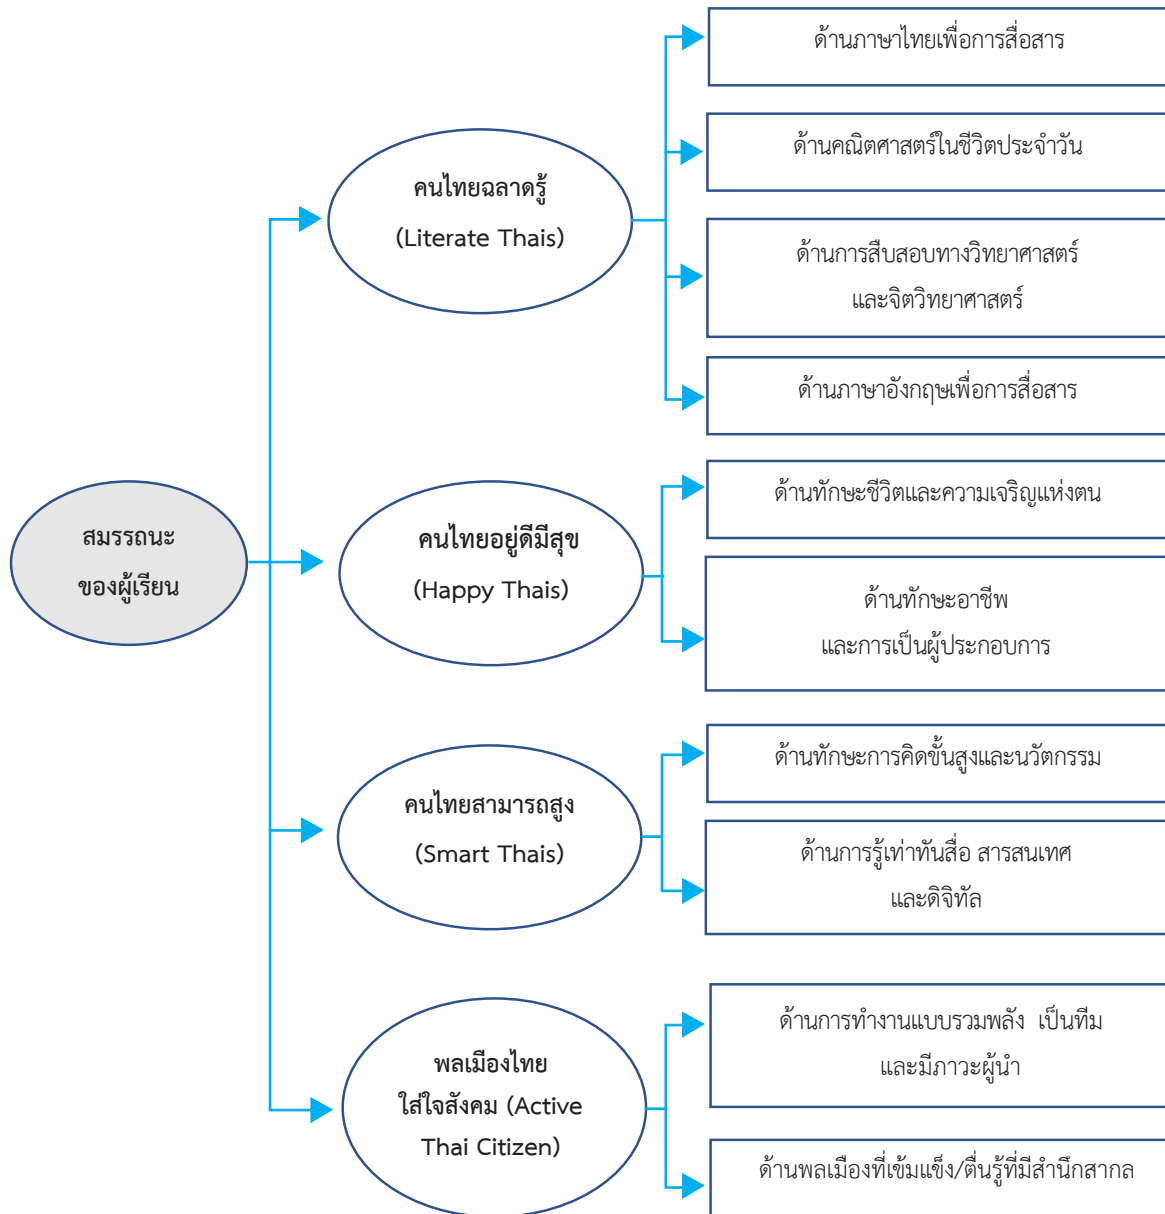 สมรรถนะ
ของผู้เรียน
คนไทยฉลาดรู้
(Literate Thais)
ด้านภาษาไทยเพื่อการสื่อสาร
ด้านคณิตศาสตร์ในชีวิตประจำวัน
ด้านการสืบสอบทางวิทยาศาสตร์
และจิตวิทยาศาสตร์
ด้านภาษาอังกฤษเพื่อการสื่อสาร
คนไทยอยู่ดีมีสุข
(Happy Thais)
ด้านทักษะชีวิตและความเจริญแห่งตน
ด้านทักษะอาชีพ
และการเป็นผู้ประกอบการ
คนไทยสามารถสูง
(Smart Thais)
ด้านทักษะการคิดขั้นสูงและนวัตกรรม
ด้านการรู้เท่าทันสื่อ สารสนเทศ
และดิจิทัล
พลเมืองไทย
ใส่ใจสังคม (Active
Thai Citizen)
ด้านการทำงานแบบรวมพลัง เป็นทีม
และมีภาวะผู้นำ
ด้านพลเมืองที่เข้มแข็ง/ตื่นรู้ที่มีสำนึกสากล